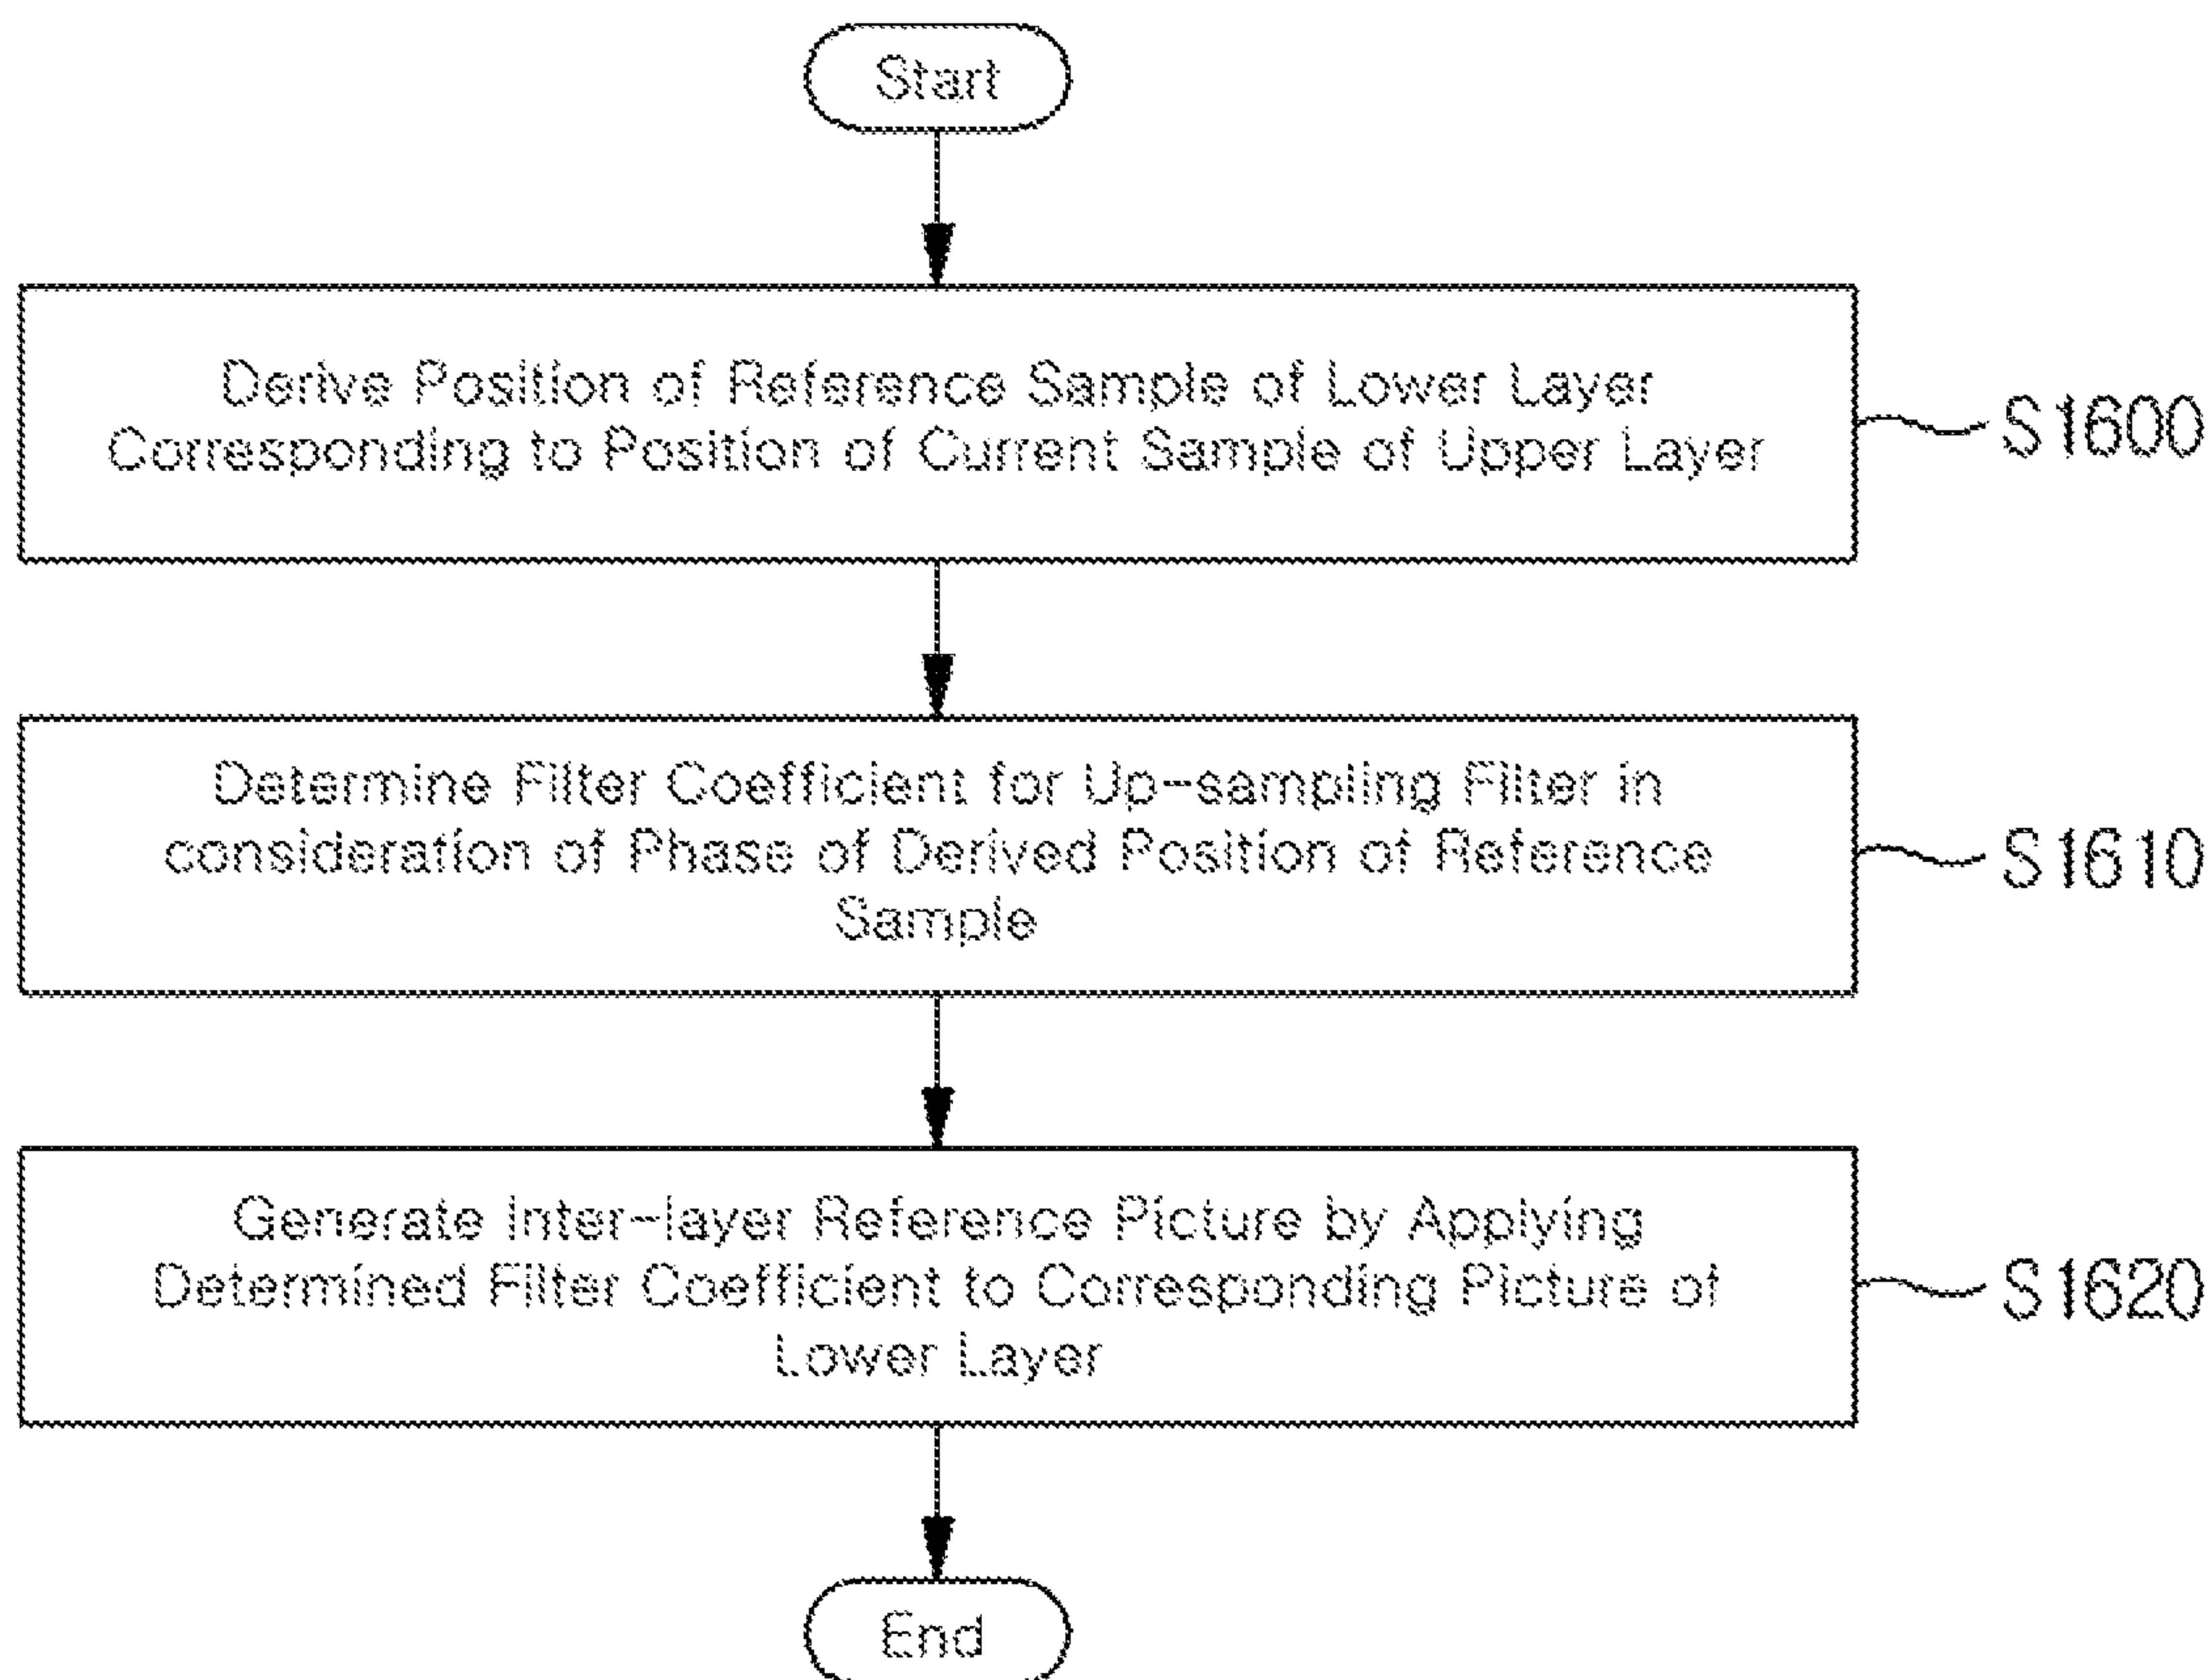 Start
Derive Position of Reference Sample of Lower Layer
Corresponding to Position of Current Sample of Upper Layer
S1600
Determine Filter Coefficient for Up-sampling Filter in
consideration of Phase of Derived Position of Reference
Sample
S1610
Generate Inter-layer Reference Picture by Applying
Determined Filter Coefficient to Corresponding Picture of
Lower Layer
S1620
End